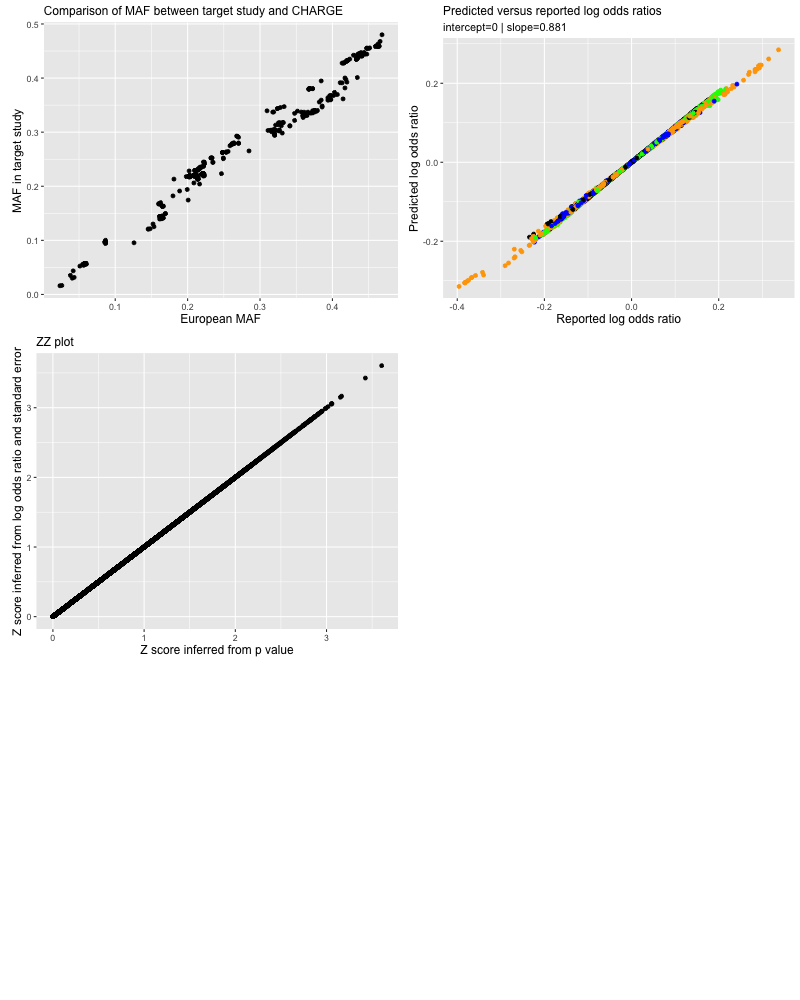 Comparison of MAF between target study and CHARGE
MAF in target study
0.5
0.4
0.3
0.2
0.1
0.0
0.1
0.2
0.3
0.4
European MAF
Predicted versus reported log odds ratios
intercept=0 | slope=0.881
Predicted log odds ratio
0.2
0.0
-0.2
-0.4
-0.2
0.0
0.2
Reported log odds ratio
ZZ plot
Z score inferred from log odds ratio and standard error
3
2
1
0
0
1
2
3
Z score inferred from p value